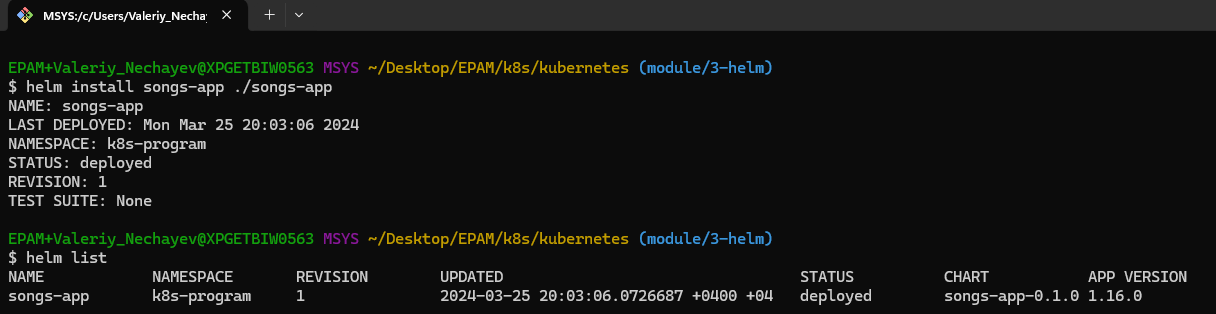 MSYS:/c/Users/Valeriy_Necha
EPAM+Valeriy_Nechayev@XPGETBIW0563 MSYS ~/Desktop/EPAM/k8s/kubernetes (module/3-helm)
$ helm install songs-app ./songs-app
NAME: songs-app
LAST DEPLOYED: Mon Mar 25 20:03:06 2024
NAMESPACE: k8s-program
STATUS: deployed
REVISION: 1
TEST SUITE: None
EPAM+Valeriy_Nechayev@XPGETBIW0563 MSYS ~/Desktop/EPAM/k8s/kubernetes (module/3-helm)
$ helm list
NAME NAMESPACE REVISION UPDATED STATUS CHART APP VERSION
songs-app k8s-program 1 2024-03-25 20:03:06.0726687 +0400 +04 deployed songs-app-0.1.0 1.16.0